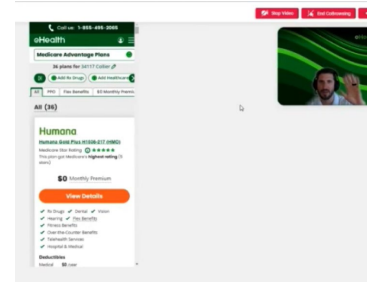 Call us: 1-855-495-2065
eHealth
Medicare Advantage Plans
36 plans for 34117 Collier
Add Rx Drugs
Add Healthcare
All
PPO
Flex Benefits
$0 Monthly Premi
All (36)
Humana
Humana Gold Plus H1036-217 (HMO)
Medicare Star Rating
This plan got Medicare's highest rating (5
stars)
$0 Monthly Premium
View Details
Rx Drugs
Dental
Vision
Hearing
Flex Benefits
Fitness Benefits
Over the Counter Benefits
Telehealth Services
Hospital & Medical
Deductibles
Medical $0
Stop Video